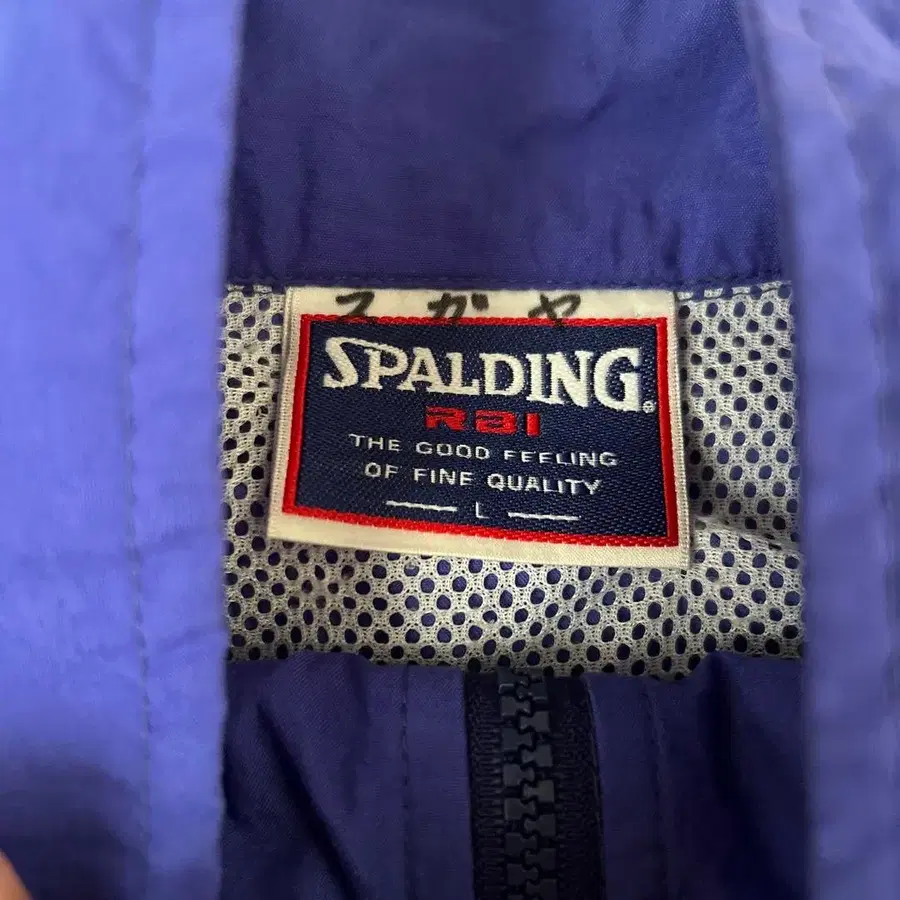 スガヤ
SPALDING.
RBI
THE GOOD FEELING
OF FINE QUALITY
L